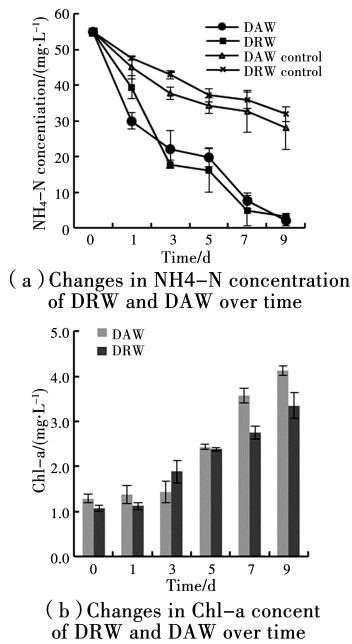 60
50
40
30
20
10
0
NH₄-N concentiation/(mg·L⁻¹)
DAW
DRW
DAW control
DRW control
0 1 3 5 7 9
Time/d
( a ) Changes in NH4-N concentration
of DRW and DAW over time
5.0
4.0
3.0
2.0
1.0
0.0
Chl-a/(mg·L⁻¹)
DAW
DRW
0 1 3 5 7 9
Time/d
( b ) Changes in Chl-a concent
of DRW and DAW over time